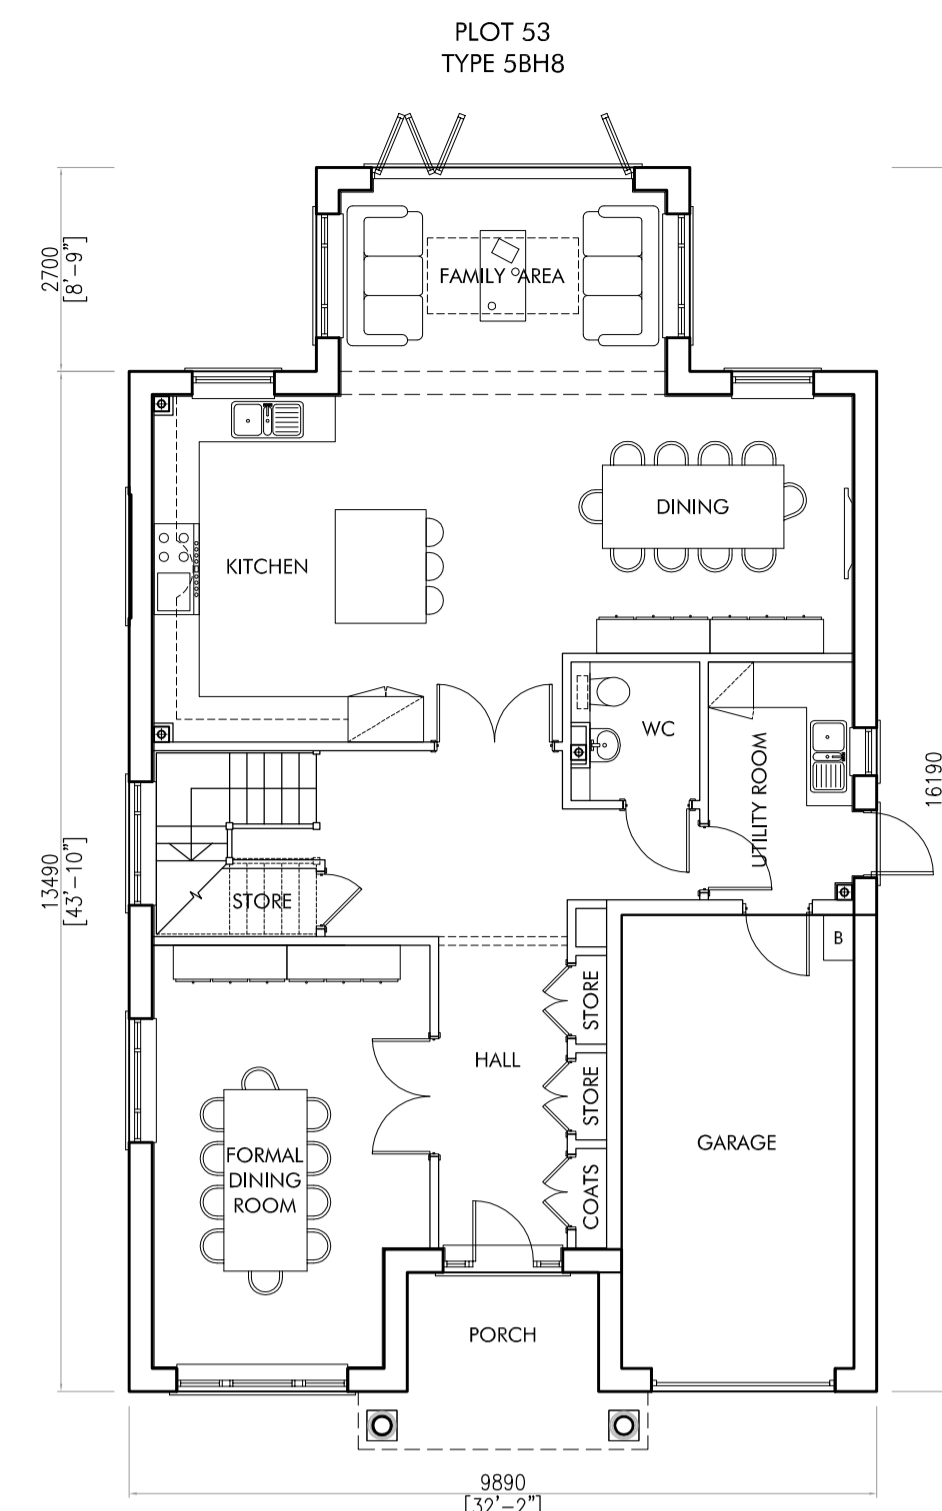 PLOT 53
TYPE 5BH8
2700
[8'-9"]
FAMILY AREA
DINING
KITCHEN
WC
UTILITY ROOM
16190
13490
[43'-10"]
STORE
B
STORE
HALL
STORE
GARAGE
FORMAL
DINING
ROOM
COATS
PORCH
9890
[32'-2"]